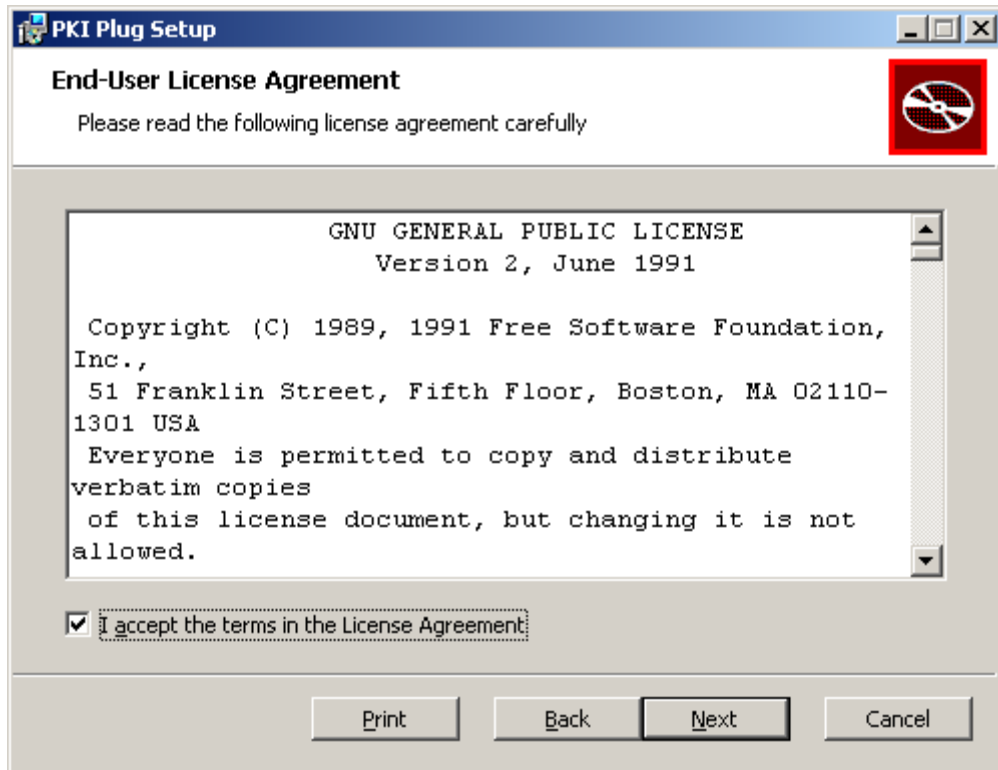 PKI Plug Setup
End-User License Agreement
Please read the following license agreement carefully
GNU GENERAL PUBLIC LICENSE
Version 2, June 1991
Copyright (C) 1989, 1991 Free Software Foundation,
Inc.,
51 Franklin Street, Fifth Floor, Boston, MA 02110-
1301 USA
Everyone is permitted to copy and distribute
verbatim copies
of this license document, but changing it is not
allowed.
I accept the terms in the License Agreement
Print Back Next Cancel